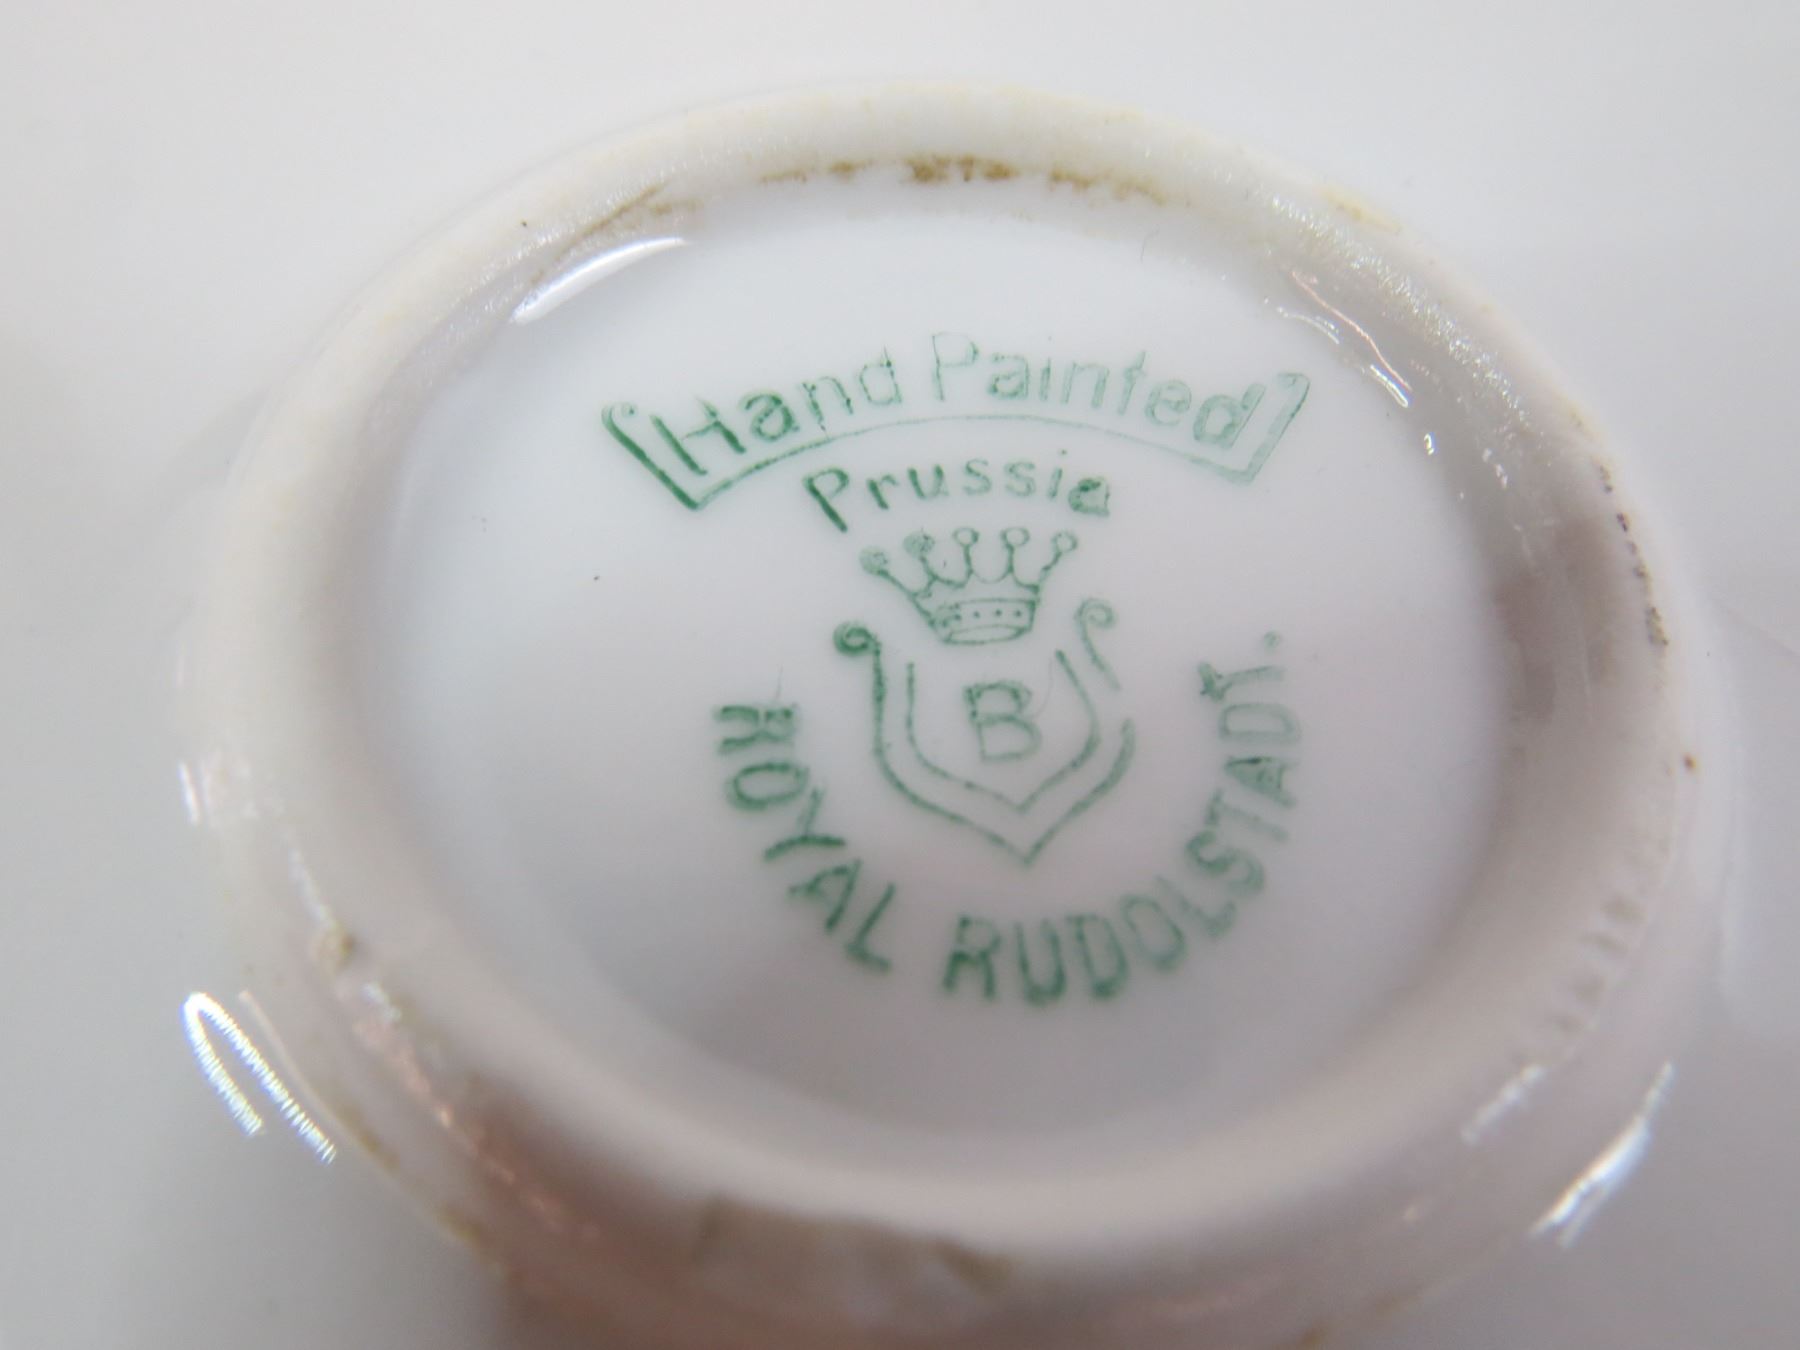 Hand Painted
Prussia
B
ROYAL RUDOLSTADT.